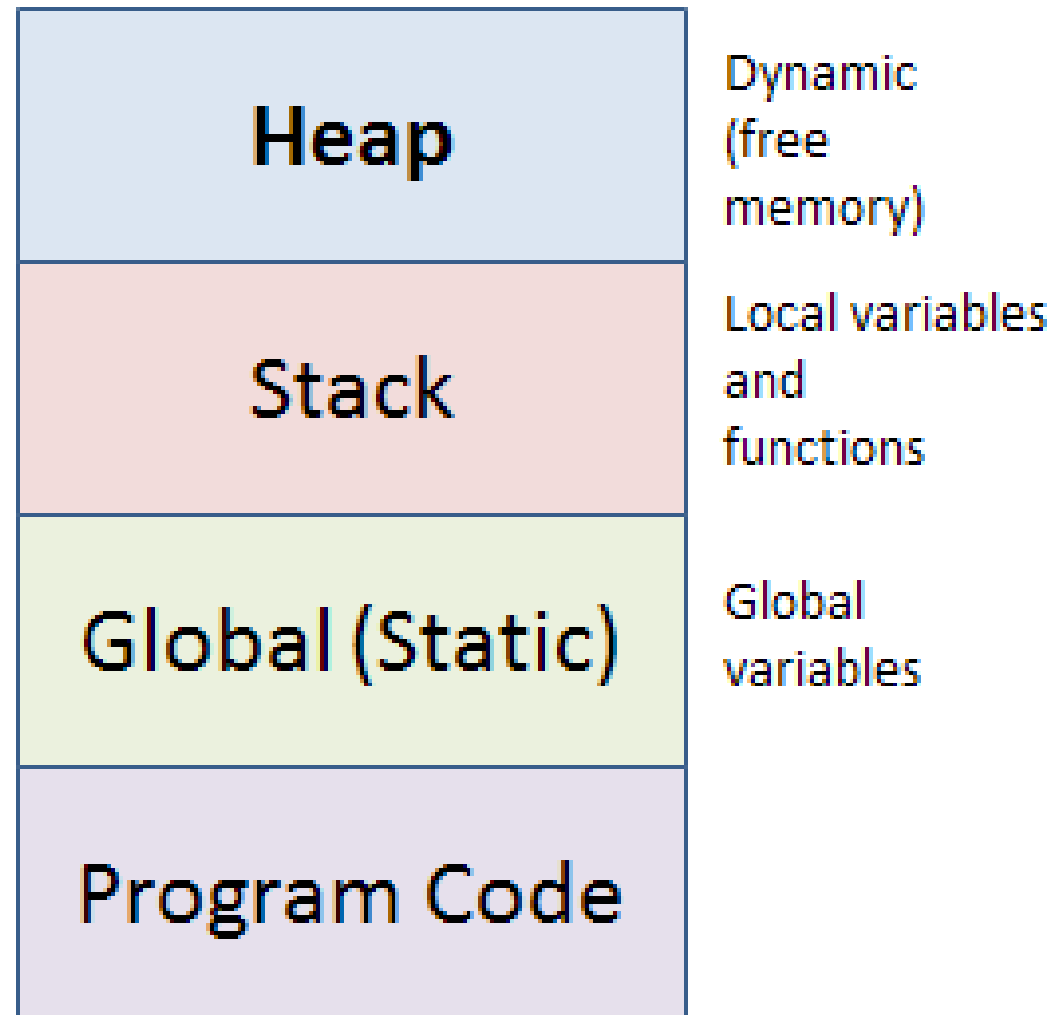 Heap
Dynamic
(free
memory)
Stack
Local variables
and
functions
Global (Static)
Global
variables
Program Code